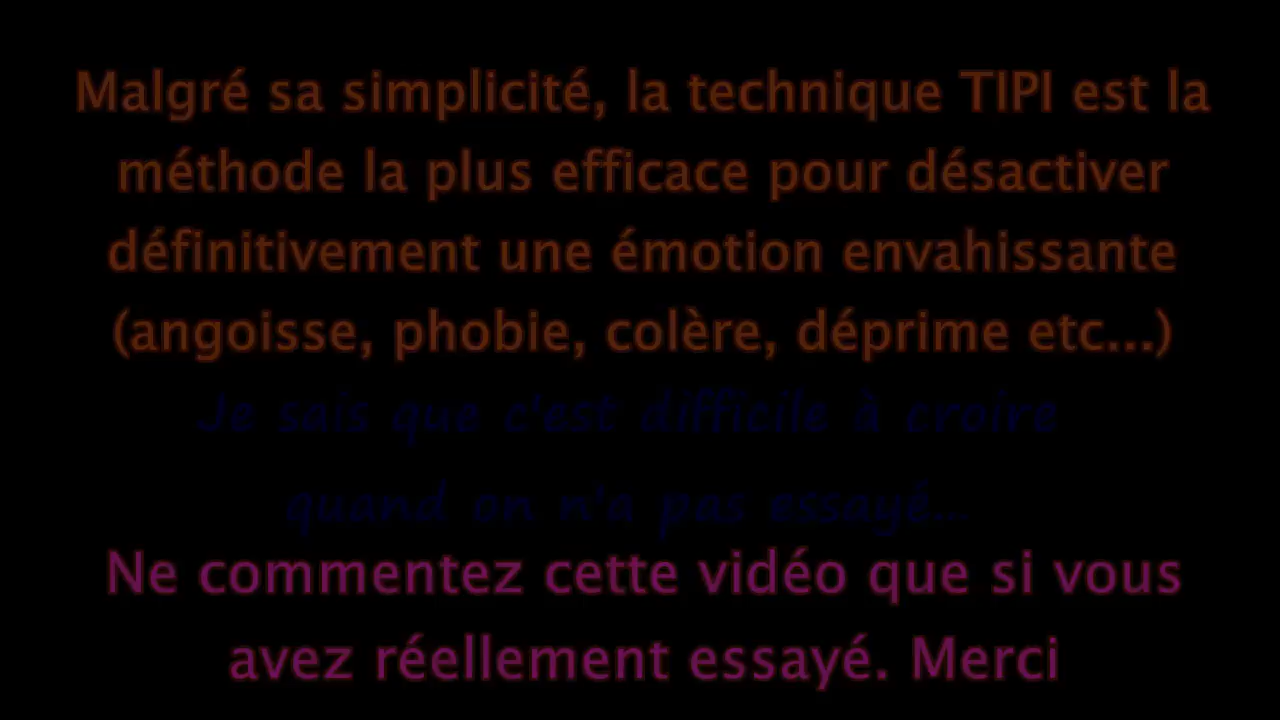 Malgré sa simplicité, la technique TIPI est la
méthode la plus efficace pour désactiver
définitivement une émotion envahissante
(angoisse, phobie, colère, déprime etc...)
Je sais que c'est difficile à croire
quand on n'a pas essayé...
Ne commentez cette vidéo que si vous
avez réellement essayé. Merci